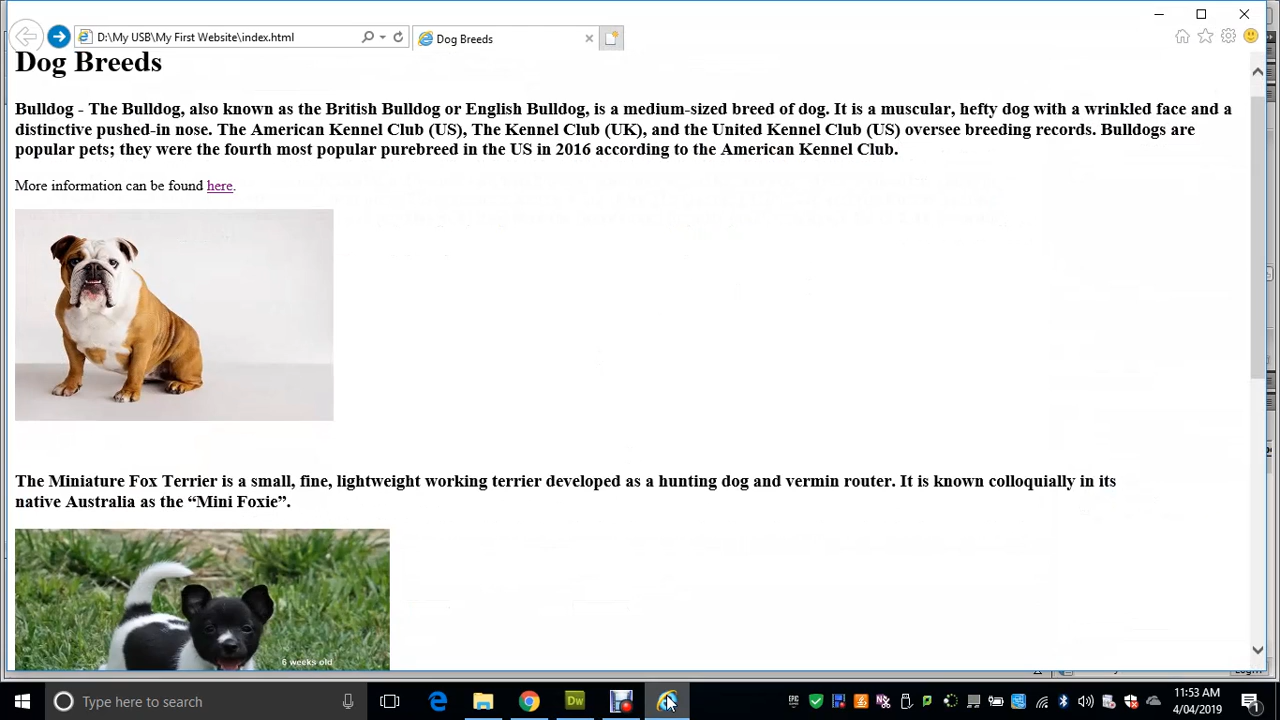 D:\My USB\My First Website\index.html
Dog Breeds
Dog Breeds
Bulldog - The Bulldog, also known as the British Bulldog or English Bulldog, is a medium-sized breed of dog. It is a muscular, hefty dog with a wrinkled face and a
distinctive pushed-in nose. The American Kennel Club (US), The Kennel Club (UK), and the United Kennel Club (US) oversee breeding records. Bulldogs are
popular pets; they were the fourth most popular purebreed in the US in 2016 according to the American Kennel Club.
More information can be found here.
The Miniature Fox Terrier is a small, fine, lightweight working terrier developed as a hunting dog and vermin router. It is known colloquially in its
native Australia as the “Mini Foxie”.
6 weeks old
Type here to search
Dw
11:53 AM
4/04/2019
1